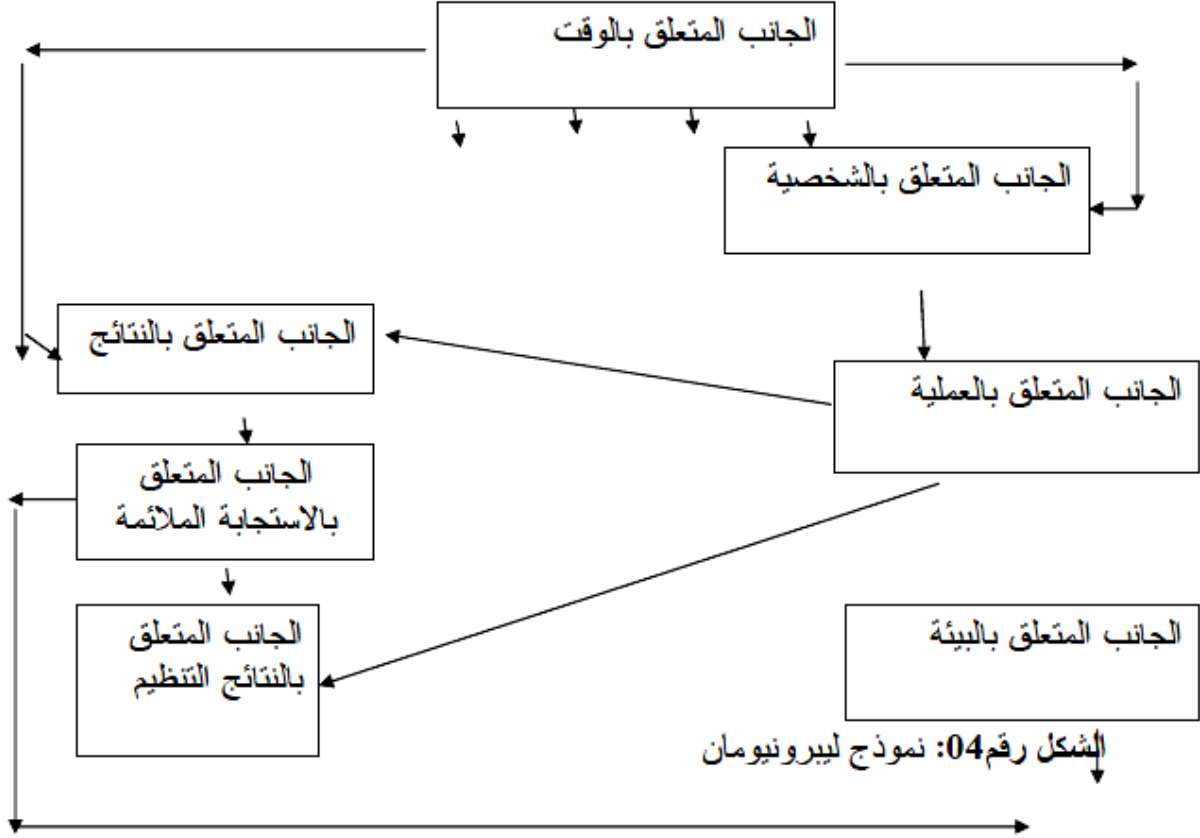 الجانب المتعلق بالوقت
الجانب المتعلق بالشخصية
الجانب المتعلق بالنتائج
الجانب المتعلق بالعملية
الجانب المتعلق
بالاستجابة الملائمة
الجانب المتعلق
بالنتائج التنظيم
الجانب المتعلق بالبيئة
الشكل رقم04: نموذج ليبرونيومان